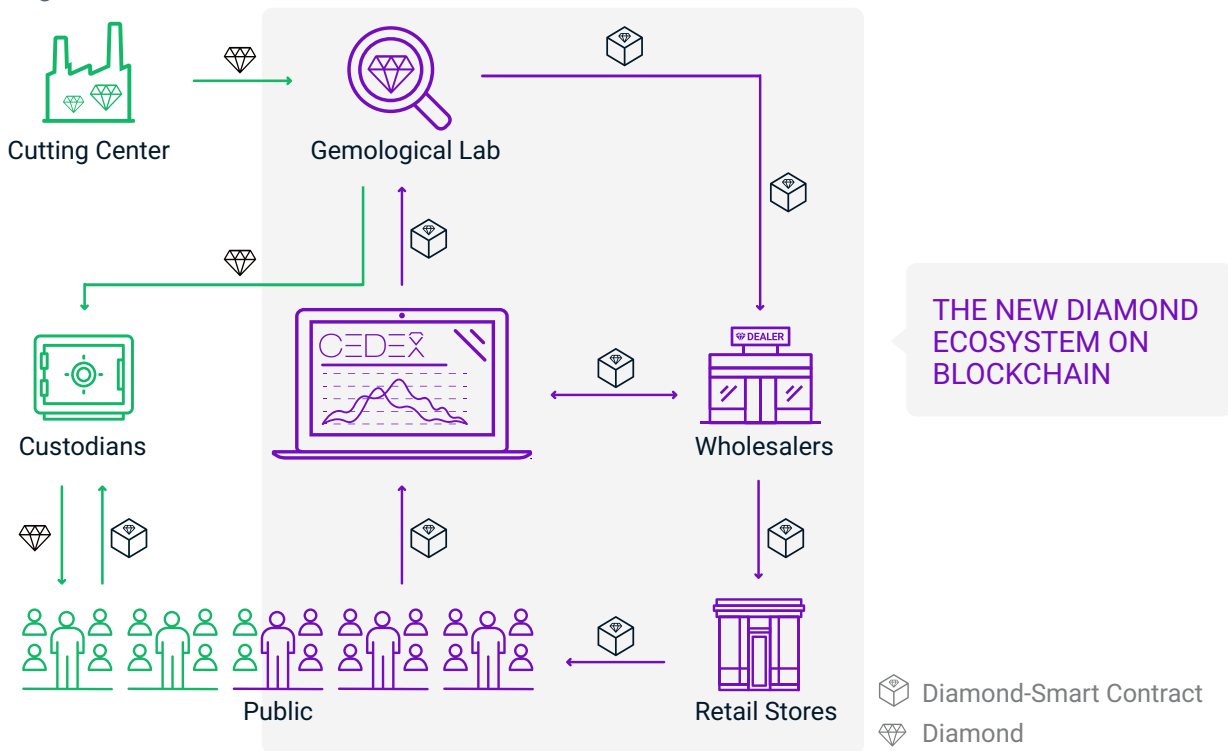 Cutting Center
Gemological Lab
THE NEW DIAMOND
ECOSYSTEM ON
BLOCKCHAIN
CEDEX
DEALER
Custodians
Wholesalers
Public
Retail Stores
Diamond-Smart Contract
Diamond